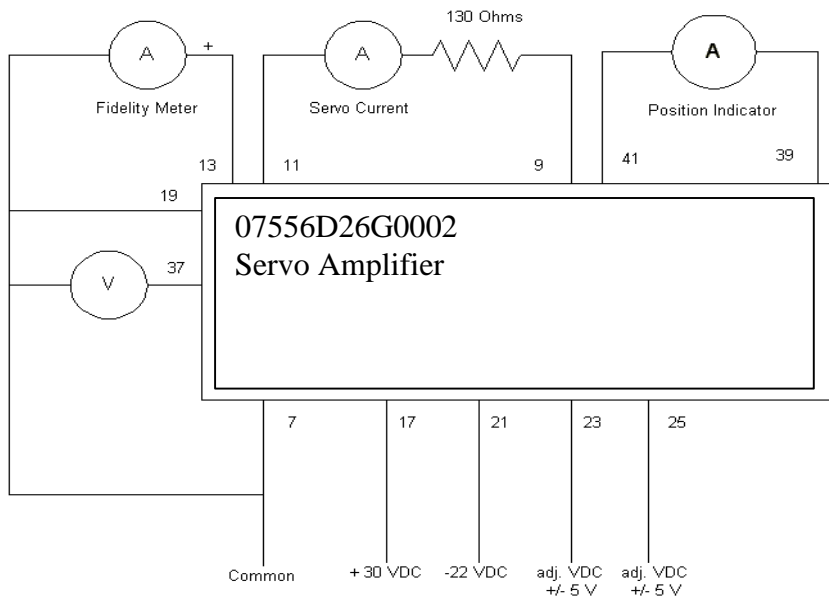 130 Ohms
A
+
A
A
Fidelity Meter
Servo Current
Position Indicator
13
11
9
41
39
19
07556D26G0002
Servo Amplifier
37
V
7
17
21
23
25
Common
+ 30 VDC
-22 VDC
adj. VDC
+/- 5 V
adj. VDC
+/- 5 V